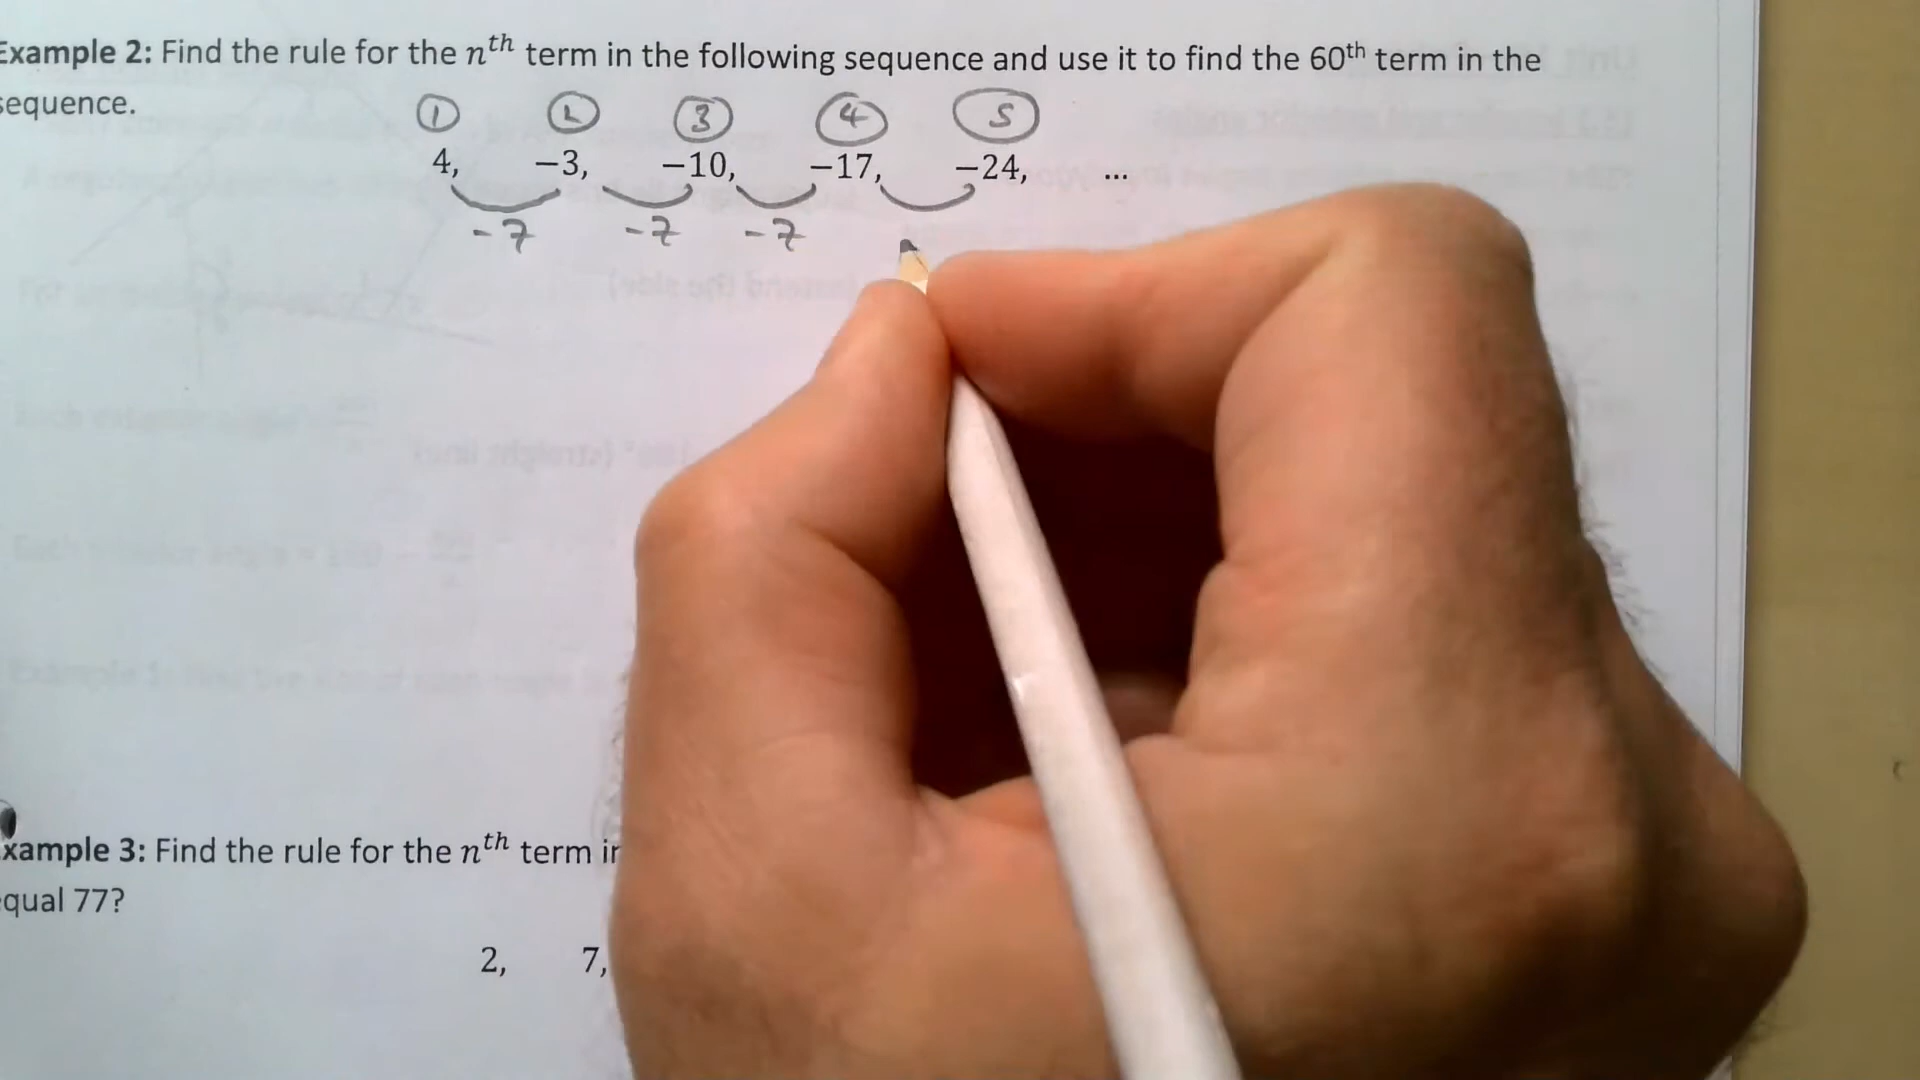 Example 2: Find the rule for the nth term in the following sequence and use it to find the 60th term in the
sequence.
1 2 3 4 5
4, −3, −10, −17, −24, ...
-7 -7 -7
xample 3: Find the rule for the nth term in
qual 77?
2, 7,